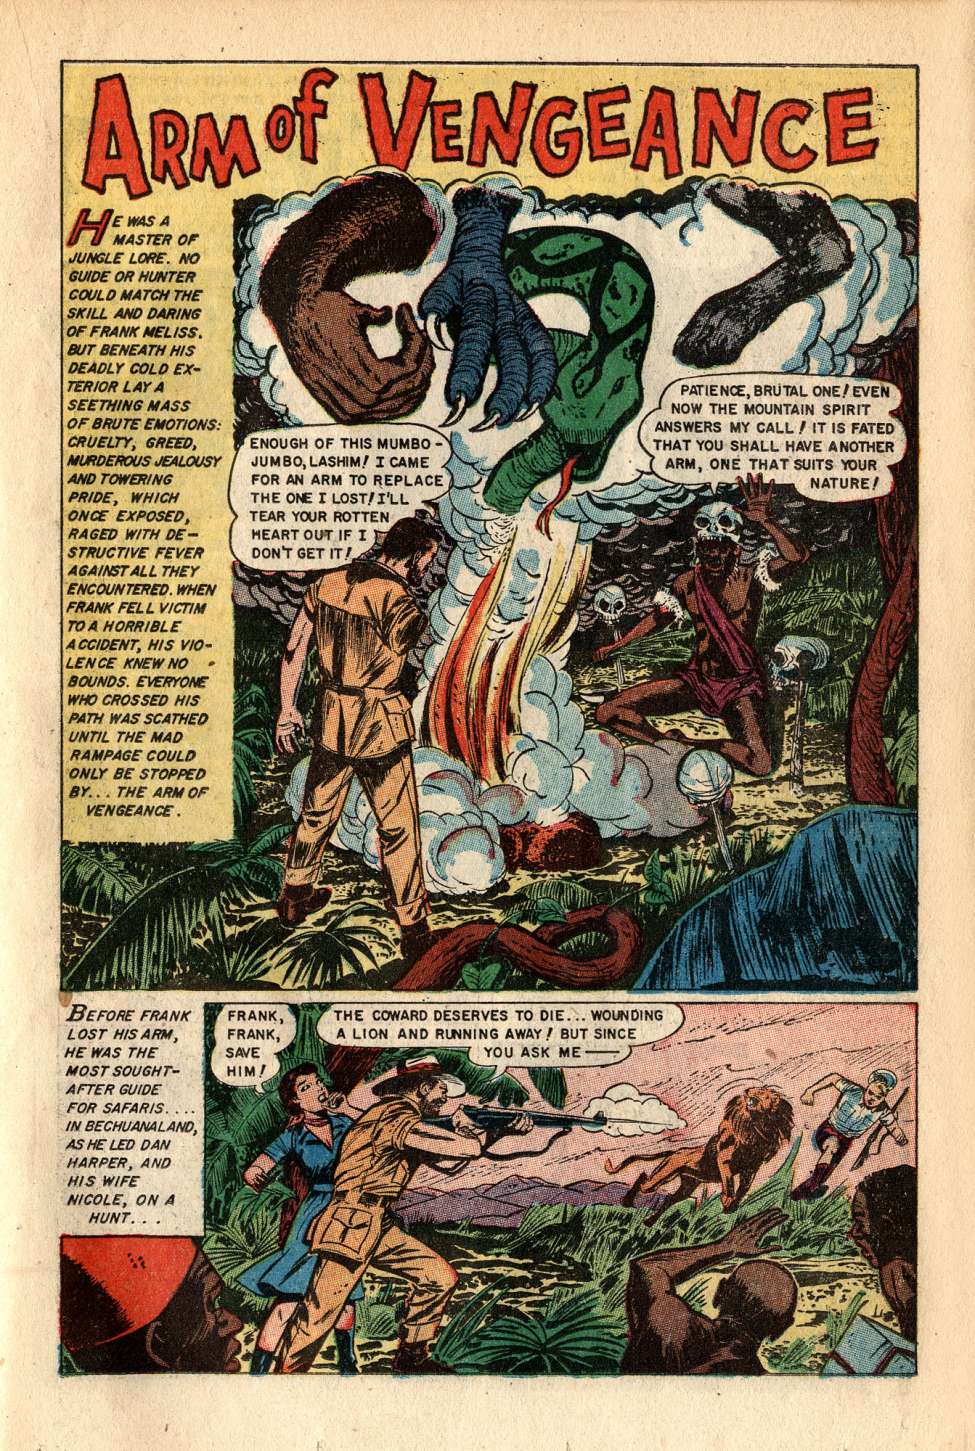 ARM OF VENGEANCE
HE WAS A
MASTER OF
JUNGLE LORE. NO
GUIDE OR HUNTER
COULD MATCH THE
SKILL AND DARING
OF FRANK MELISS.
BUT BENEATH HIS
DEADLY COLD EX-
TERIOR LAY A
SEETHING MASS
OF BRUTE EMOTIONS:
CRUELTY, GREED,
MURDEROUS JEALOUSY
AND TOWERING
PRIDE, WHICH
ONCE EXPOSED,
RAGED WITH DE-
STRUCTIVE FEVER
AGAINST ALL THEY
ENCOUNTERED. WHEN
FRANK FELL VICTIM
TO A HORRIBLE
ACCIDENT, HIS VIO-
LENCE KNEW NO
BOUNDS. EVERYONE
WHO CROSSED HIS
PATH WAS SCATHED
UNTIL THE MAD
RAMPAGE COULD
ONLY BE STOPPED
BY... THE ARM OF
VENGEANCE.
ENOUGH OF THIS MUMBO-
JUMBO, LASHIM! I CAME
FOR AN ARM TO REPLACE
THE ONE I LOST! I'LL
TEAR YOUR ROTTEN
HEART OUT IF I
DON'T GET IT!
PATIENCE, BRUTAL ONE! EVEN
NOW THE MOUNTAIN SPIRIT
ANSWERS MY CALL! IT IS FATED
THAT YOU SHALL HAVE ANOTHER
ARM, ONE THAT SUITS YOUR
NATURE!
BEFORE FRANK
LOST HIS ARM,
HE WAS THE
MOST SOUGHT-
AFTER GUIDE
FOR SAFARIS....
IN BECHUANALAND,
AS HE LED DAN
HARPER, AND
HIS WIFE
NICOLE, ON A
HUNT...
FRANK,
FRANK,
SAVE
HIM!
THE COWARD DESERVES TO DIE... WOUNDING
A LION AND RUNNING AWAY! BUT SINCE
YOU ASK ME——